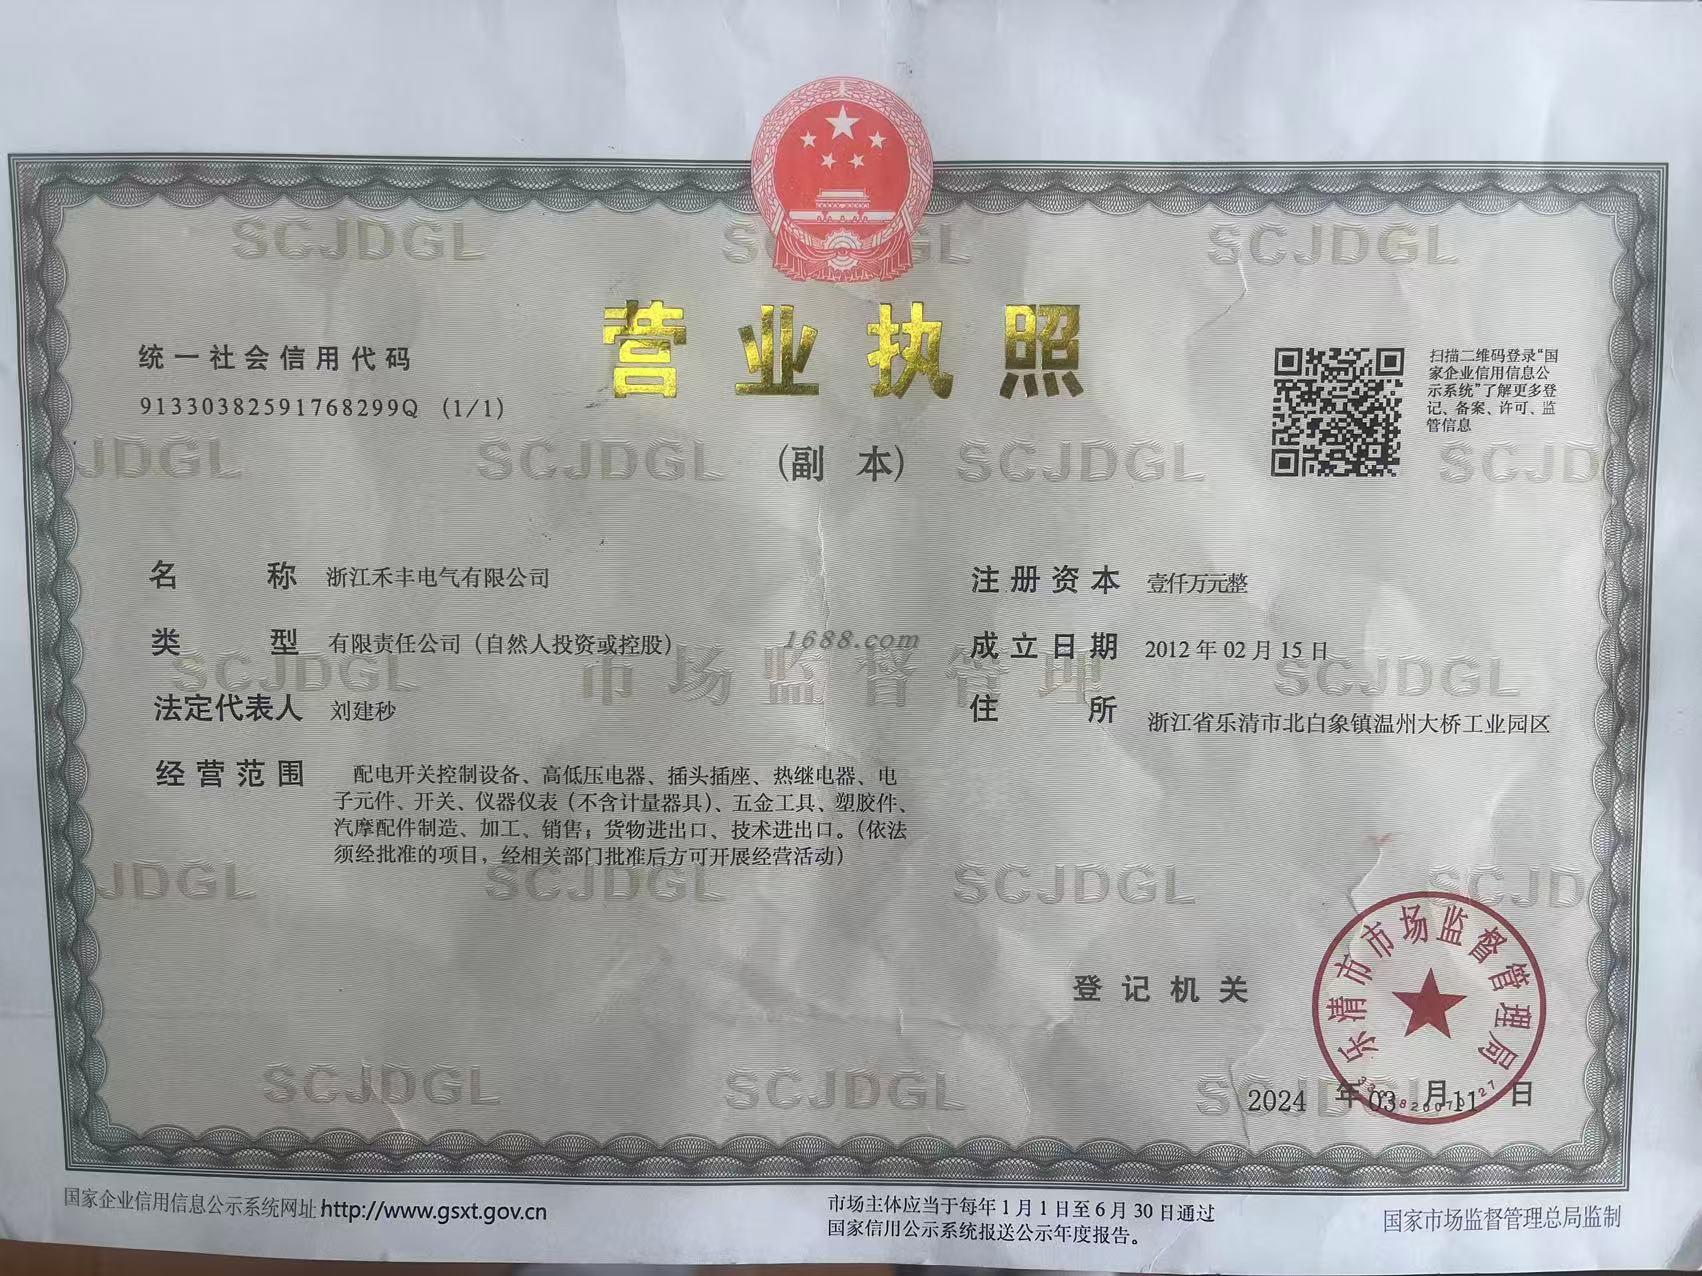 营业执照
(副 本)
统一社会信用代码
91330382591768299Q (1/1)
扫描二维码登录“国
家企业信用信息公
示系统”了解更多登
记、备案、许可、监
管信息
名 称 浙江禾丰电气有限公司
类 型 有限责任公司（自然人投资或控股）
法定代表人 刘建秒
经营范围 配电开关控制设备、高低压电器、插头插座、热继电器、电
子元件、开关、仪器仪表（不含计量器具）、五金工具、塑胶件、
汽摩配件制造、加工、销售；货物进出口、技术进出口。（依法
须经批准的项目，经相关部门批准后方可开展经营活动）
注册资本 壹仟万元整
成立日期 2012年02月15日
住 所 浙江省乐清市北白象镇温州大桥工业园区
1688.com
市场监督管理
SCJDGL
登记机关
乐清市市场监督管理局
2024 年 03 月 11 日
国家企业信用信息公示系统网址 http://www.gsxt.gov.cn
市场主体应当于每年1月1日至6月30日通过
国家信用公示系统报送公示年度报告。
国家市场监督管理总局监制